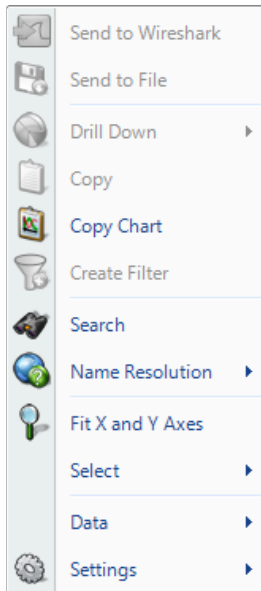 Send to Wireshark
Send to File
Drill Down
Copy
Copy Chart
Create Filter
Search
Name Resolution
Fit X and Y Axes
Select
Data
Settings